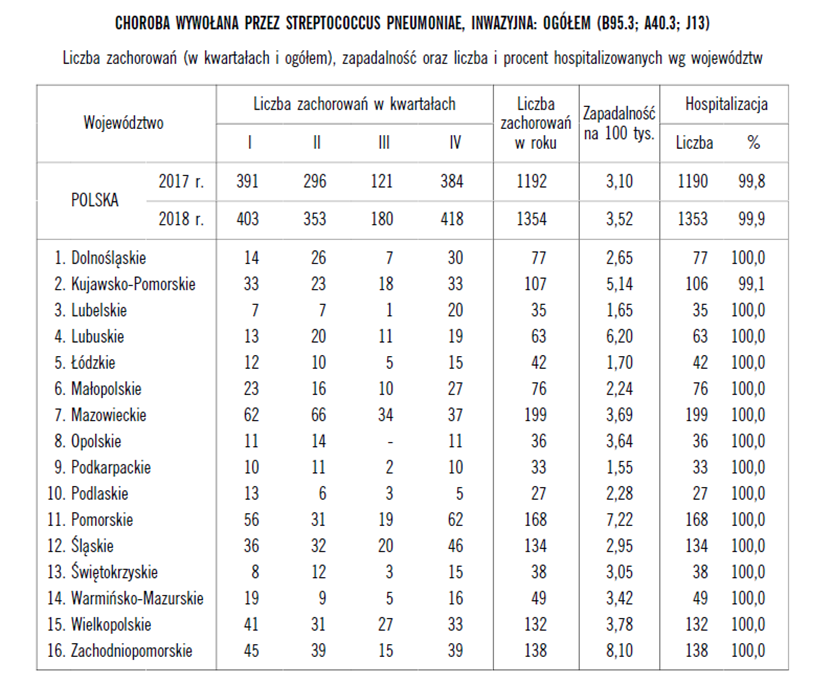 CHOROBA WYWOŁANA PRZEZ STREPTOCOCCUS PNEUMONIAE, INWAZYJNA: OGÓŁEM (B95.3; A40.3; J13)
Liczba zachorowań (w kwartałach i ogółem), zapadalność oraz liczba i procent hospitalizowanych wg województw
Województwo Liczba zachorowań w kwartałach Liczba zachorowań w roku Zapadalność na 100 tys. Hospitalizacja
I II III IV Liczba %
POLSKA 2017 r. 391 296 121 384 1192 3,10 1190 99,8
2018 r. 403 353 180 418 1354 3,52 1353 99,9
1. Dolnośląskie 14 26 7 30 77 2,65 77 100,0
2. Kujawsko-Pomorskie 33 23 18 33 107 5,14 106 99,1
3. Lubelskie 7 7 1 20 35 1,65 35 100,0
4. Lubuskie 13 20 11 19 63 6,20 63 100,0
5. Łódzkie 12 10 5 15 42 1,70 42 100,0
6. Małopolskie 23 16 10 27 76 2,24 76 100,0
7. Mazowieckie 62 66 34 37 199 3,69 199 100,0
8. Opolskie 11 14 - 11 36 3,64 36 100,0
9. Podkarpackie 10 11 2 10 33 1,55 33 100,0
10. Podlaskie 13 6 3 5 27 2,28 27 100,0
11. Pomorskie 56 31 19 62 168 7,22 168 100,0
12. Śląskie 36 32 20 46 134 2,95 134 100,0
13. Świętokrzyskie 8 12 3 15 38 3,05 38 100,0
14. Warmińsko-Mazurskie 19 9 5 16 49 3,42 49 100,0
15. Wielkopolskie 41 31 27 33 132 3,78 132 100,0
16. Zachodniopomorskie 45 39 15 39 138 8,10 138 100,0